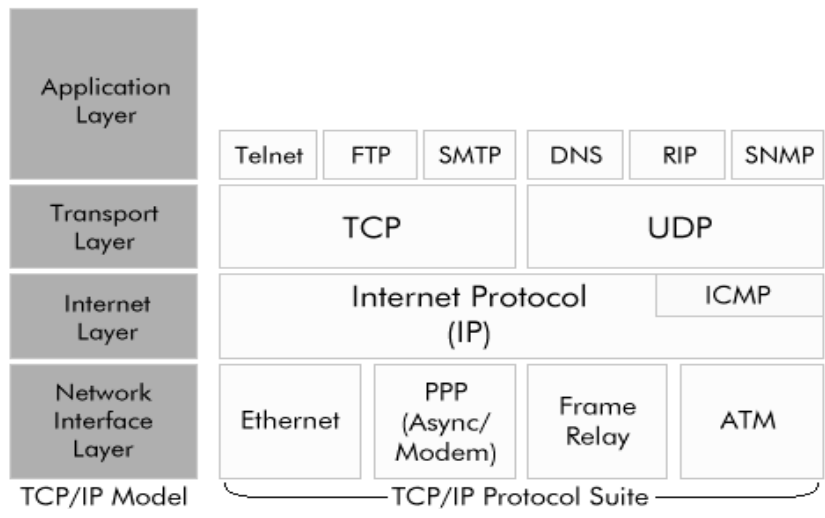 Application
Layer
Telnet
FTP
SMTP
DNS
RIP
SNMP
Transport
Layer
TCP
UDP
Internet
Layer
Internet Protocol
(IP)
ICMP
Network
Interface
Layer
Ethernet
PPP
(Async/
Modem)
Frame
Relay
ATM
TCP/IP Model
TCP/IP Protocol Suite